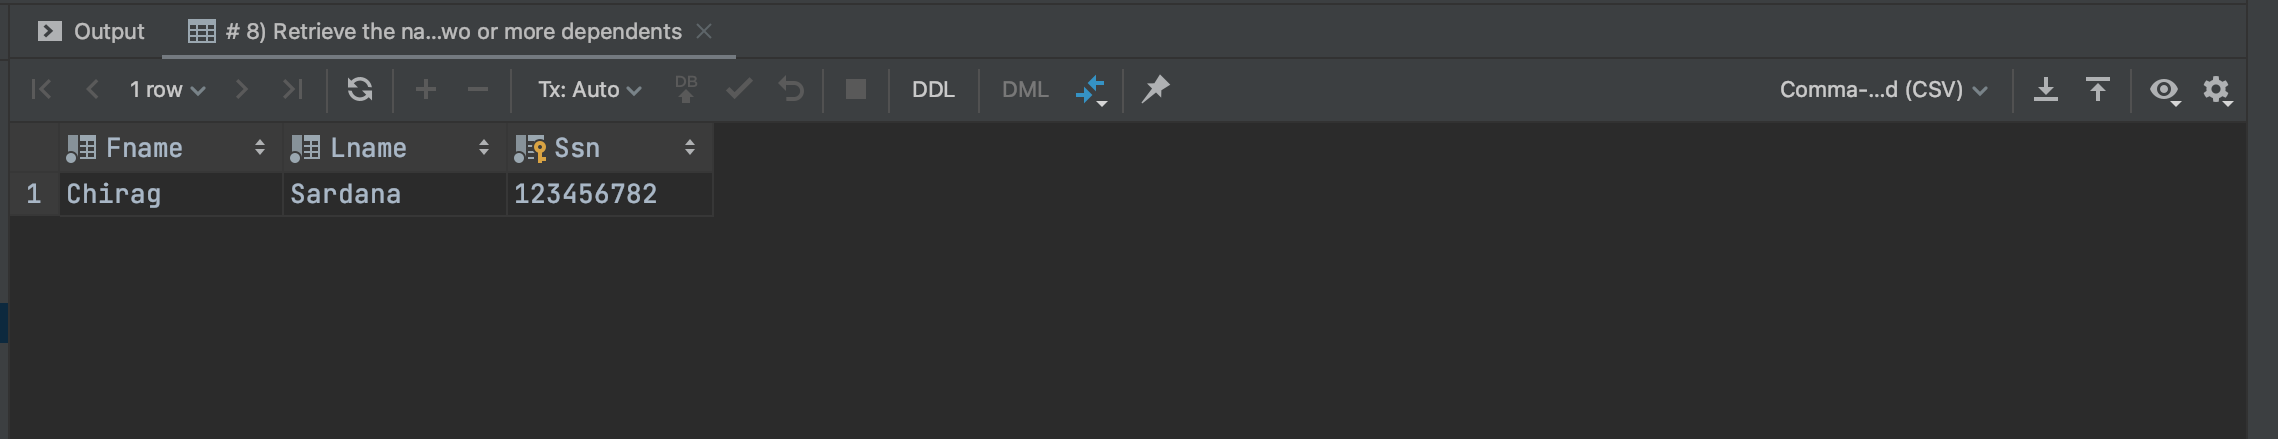 Output # 8) Retrieve the na...wo or more dependents
1 row Tx: Auto DB DDL DML Comma-...d (CSV)
Fname Lname Ssn
1 Chirag Sardana 123456782